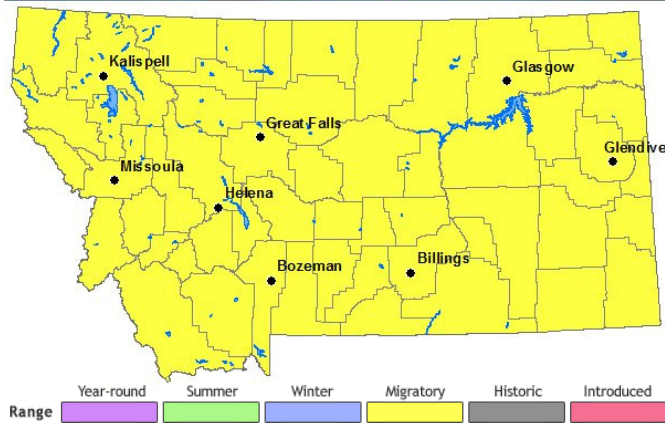 Kalispell
Glasgow
Great Falls
Glendive
Missoula
Helena
Bozeman
Billings
Year-round Summer Winter Migratory Historic Introduced
Range